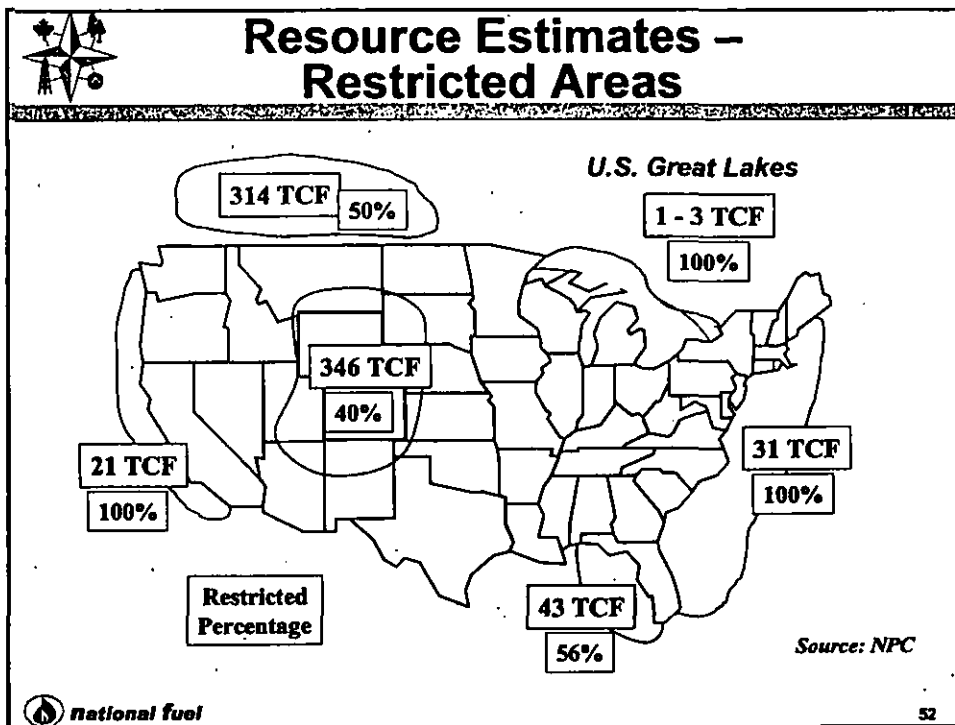 Resource Estimates –
Restricted Areas
314 TCF
50%
U.S. Great Lakes
1 - 3 TCF
100%
346 TCF
40%
21 TCF
100%
31 TCF
100%
43 TCF
56%
Restricted
Percentage
Source: NPC
national fuel
52